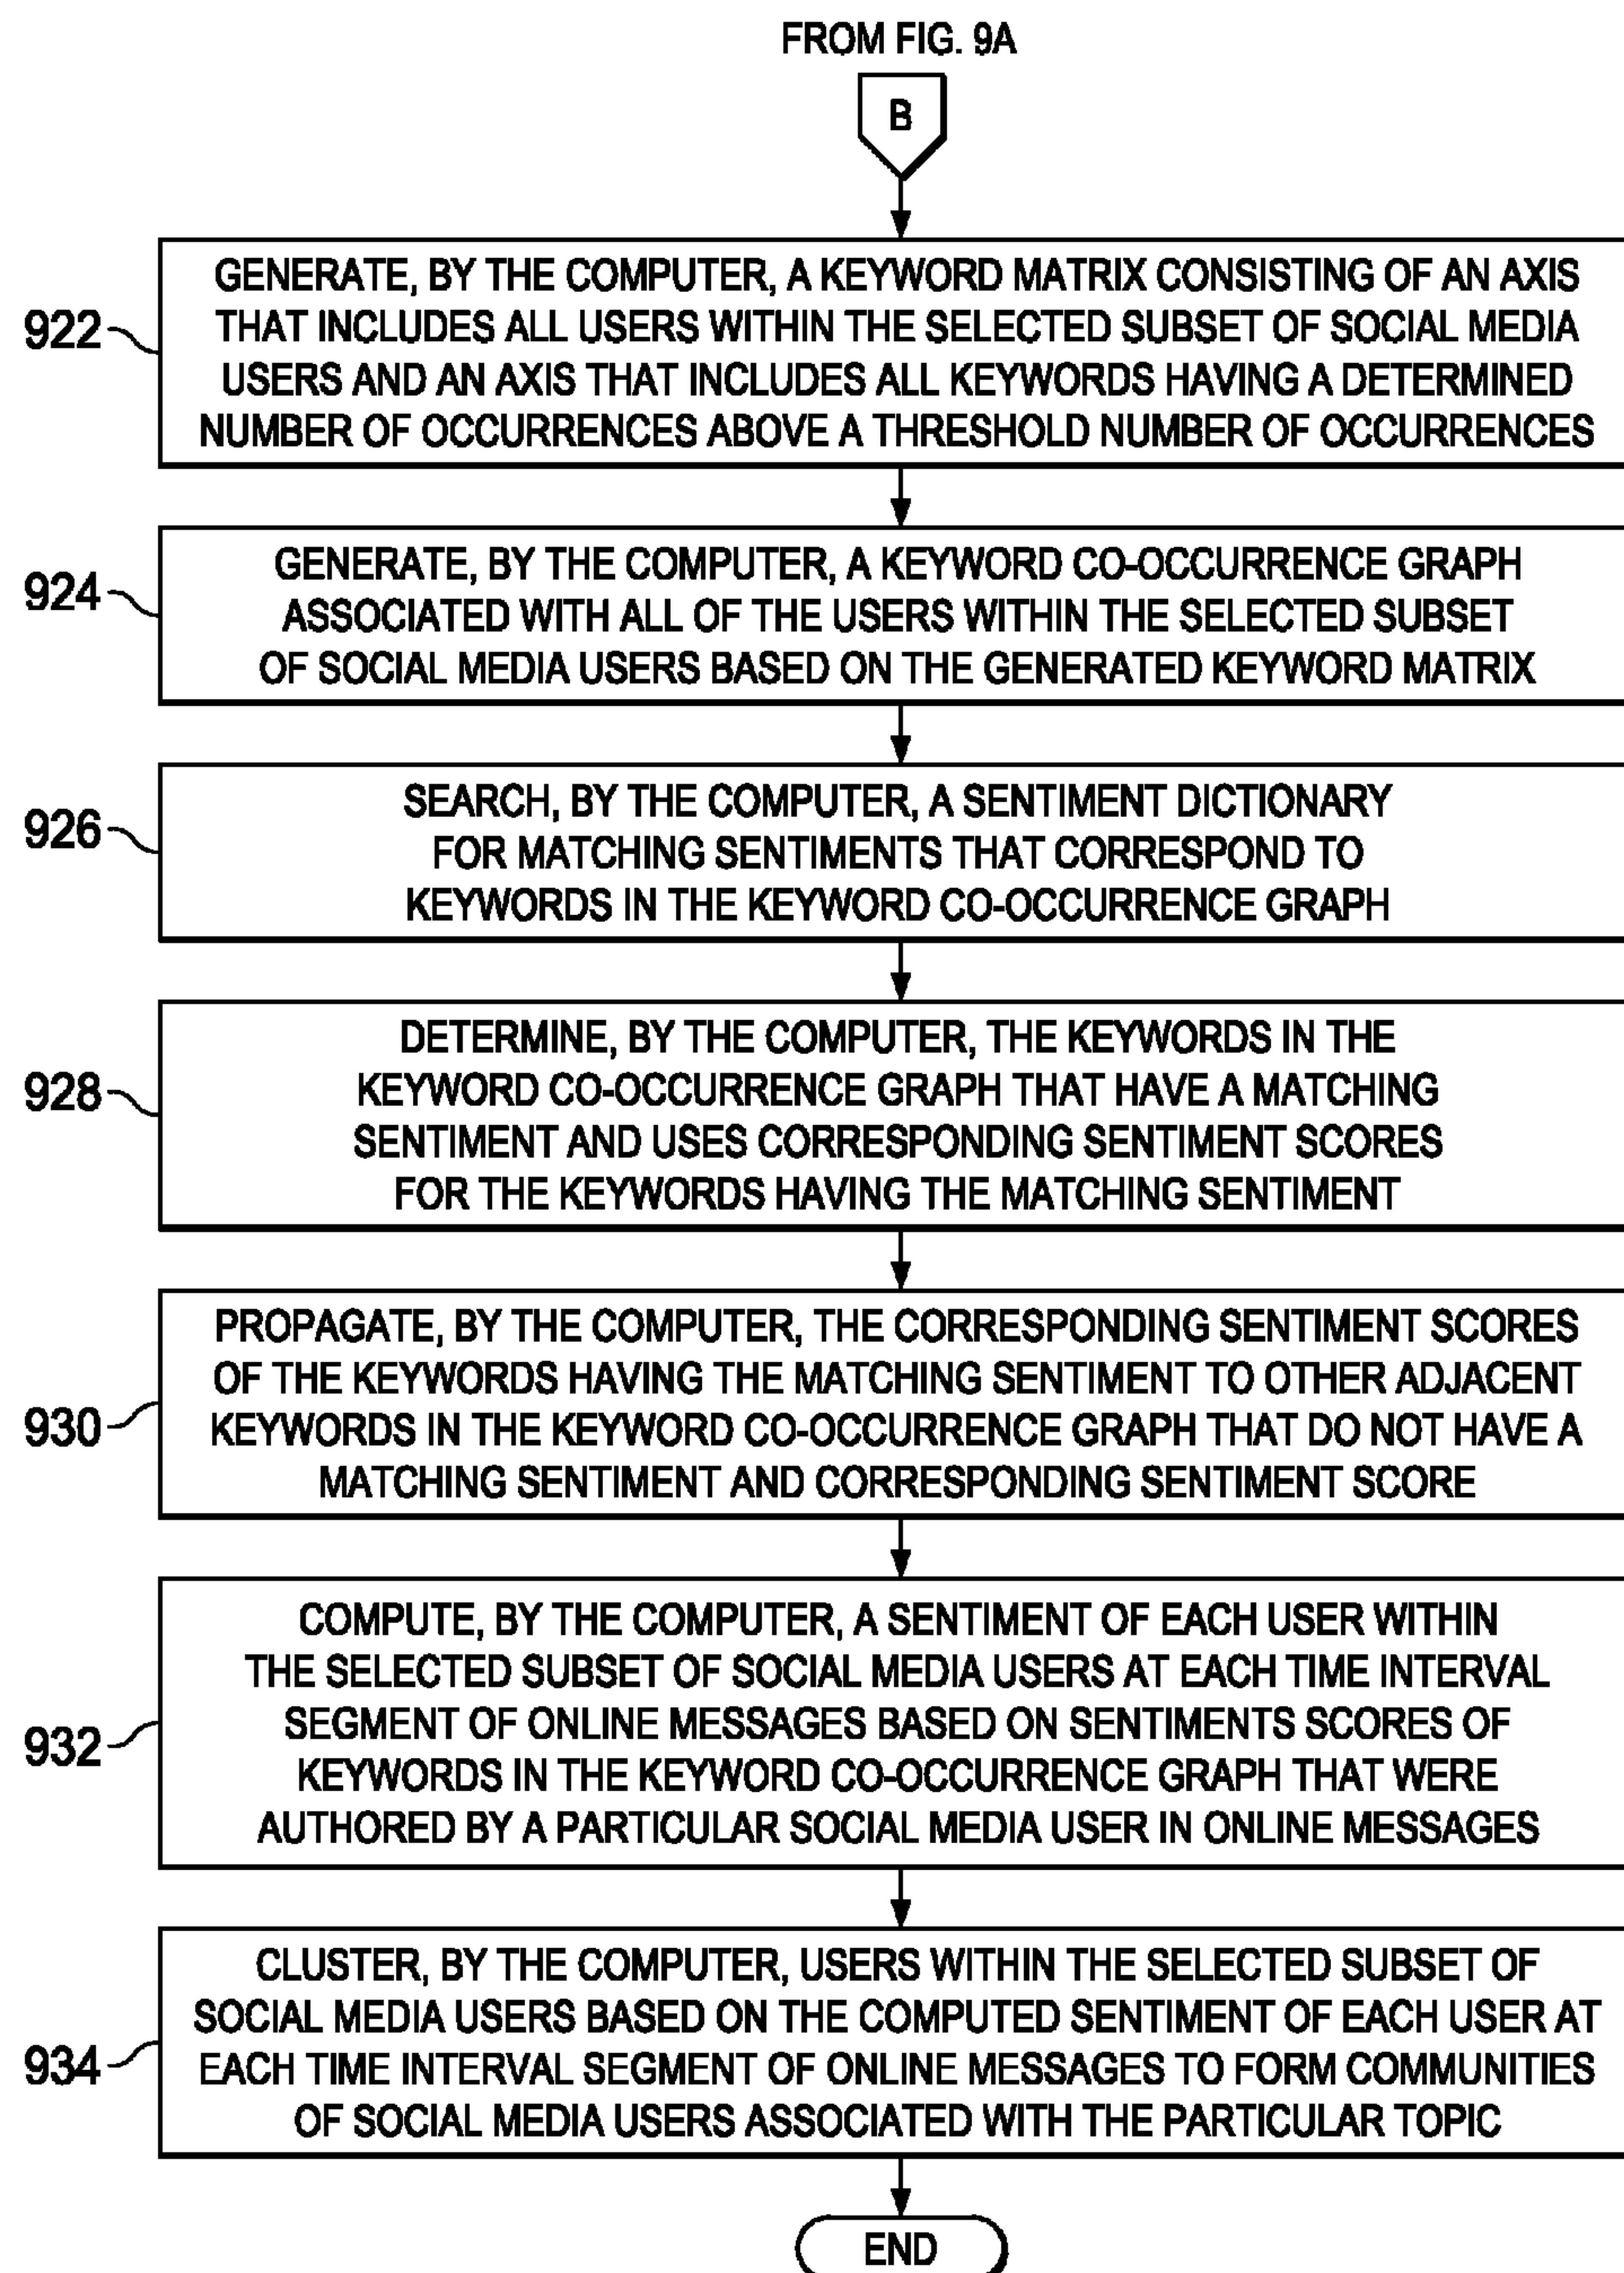 FROM FIG. 9A
B
922
GENERATE, BY THE COMPUTER, A KEYWORD MATRIX CONSISTING OF AN AXIS
THAT INCLUDES ALL USERS WITHIN THE SELECTED SUBSET OF SOCIAL MEDIA
USERS AND AN AXIS THAT INCLUDES ALL KEYWORDS HAVING A DETERMINED
NUMBER OF OCCURRENCES ABOVE A THRESHOLD NUMBER OF OCCURRENCES
924
GENERATE, BY THE COMPUTER, A KEYWORD CO-OCCURRENCE GRAPH
ASSOCIATED WITH ALL OF THE USERS WITHIN THE SELECTED SUBSET
OF SOCIAL MEDIA USERS BASED ON THE GENERATED KEYWORD MATRIX
926
SEARCH, BY THE COMPUTER, A SENTIMENT DICTIONARY
FOR MATCHING SENTIMENTS THAT CORRESPOND TO
KEYWORDS IN THE KEYWORD CO-OCCURRENCE GRAPH
928
DETERMINE, BY THE COMPUTER, THE KEYWORDS IN THE
KEYWORD CO-OCCURRENCE GRAPH THAT HAVE A MATCHING
SENTIMENT AND USES CORRESPONDING SENTIMENT SCORES
FOR THE KEYWORDS HAVING THE MATCHING SENTIMENT
930
PROPAGATE, BY THE COMPUTER, THE CORRESPONDING SENTIMENT SCORES
OF THE KEYWORDS HAVING THE MATCHING SENTIMENT TO OTHER ADJACENT
KEYWORDS IN THE KEYWORD CO-OCCURRENCE GRAPH THAT DO NOT HAVE A
MATCHING SENTIMENT AND CORRESPONDING SENTIMENT SCORE
932
COMPUTE, BY THE COMPUTER, A SENTIMENT OF EACH USER WITHIN
THE SELECTED SUBSET OF SOCIAL MEDIA USERS AT EACH TIME INTERVAL
SEGMENT OF ONLINE MESSAGES BASED ON SENTIMENTS SCORES OF
KEYWORDS IN THE KEYWORD CO-OCCURRENCE GRAPH THAT WERE
AUTHORED BY A PARTICULAR SOCIAL MEDIA USER IN ONLINE MESSAGES
934
CLUSTER, BY THE COMPUTER, USERS WITHIN THE SELECTED SUBSET OF
SOCIAL MEDIA USERS BASED ON THE COMPUTED SENTIMENT OF EACH USER AT
EACH TIME INTERVAL SEGMENT OF ONLINE MESSAGES TO FORM COMMUNITIES
OF SOCIAL MEDIA USERS ASSOCIATED WITH THE PARTICULAR TOPIC
END